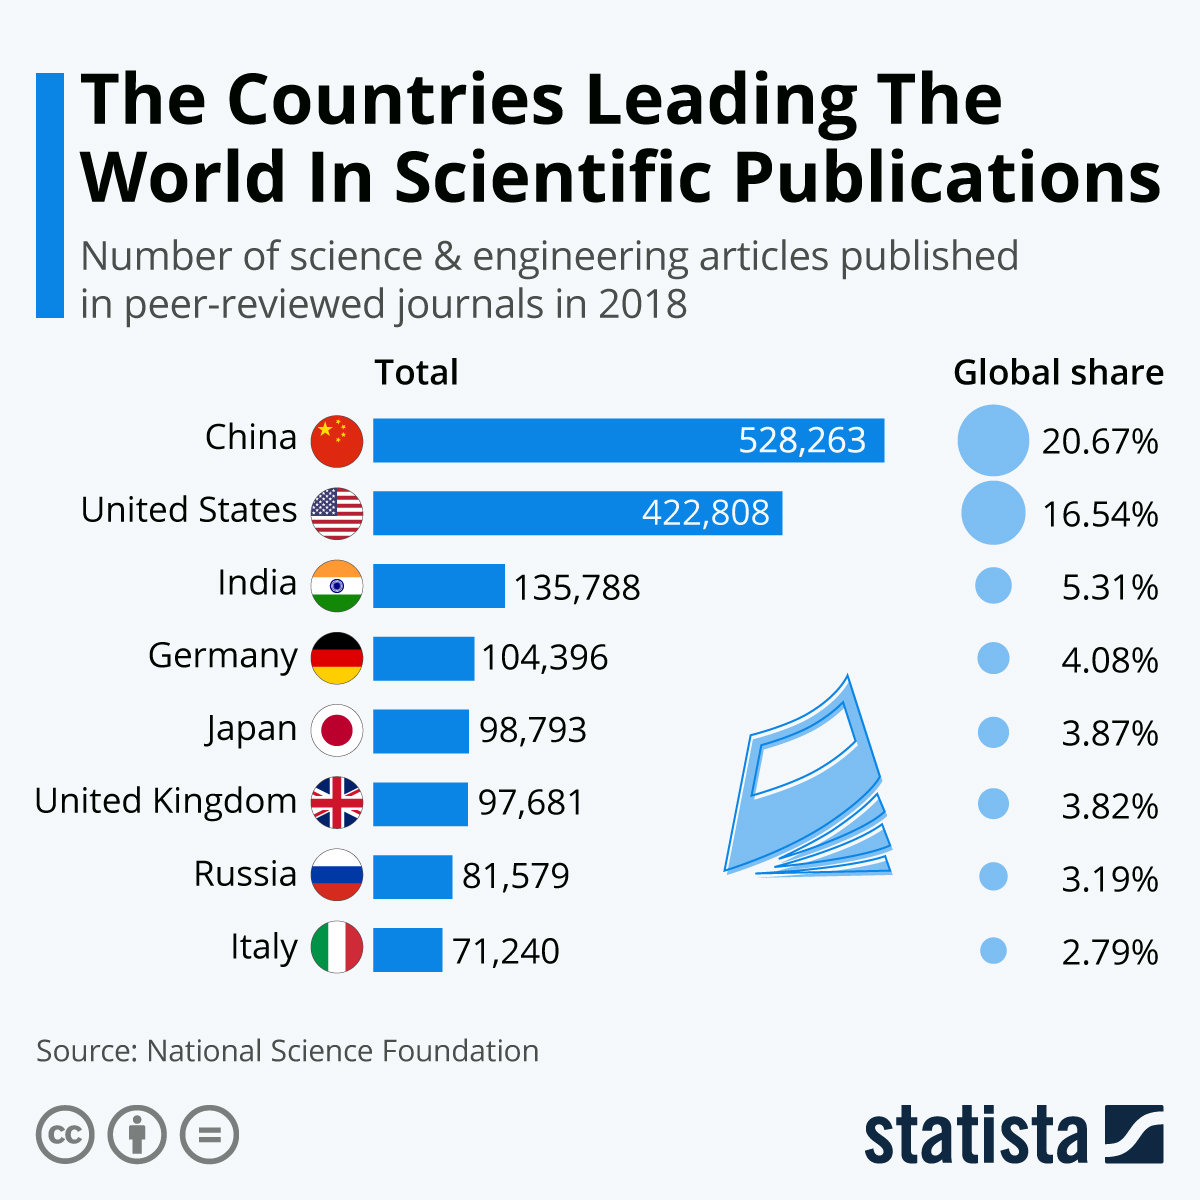 The Countries Leading The
World In Scientific Publications
Number of science & engineering articles published
in peer-reviewed journals in 2018
Total Global share
China 528,263 20.67%
United States 422,808 16.54%
India 135,788 5.31%
Germany 104,396 4.08%
Japan 98,793 3.87%
United Kingdom 97,681 3.82%
Russia 81,579 3.19%
Italy 71,240 2.79%
Source: National Science Foundation
cc = statista